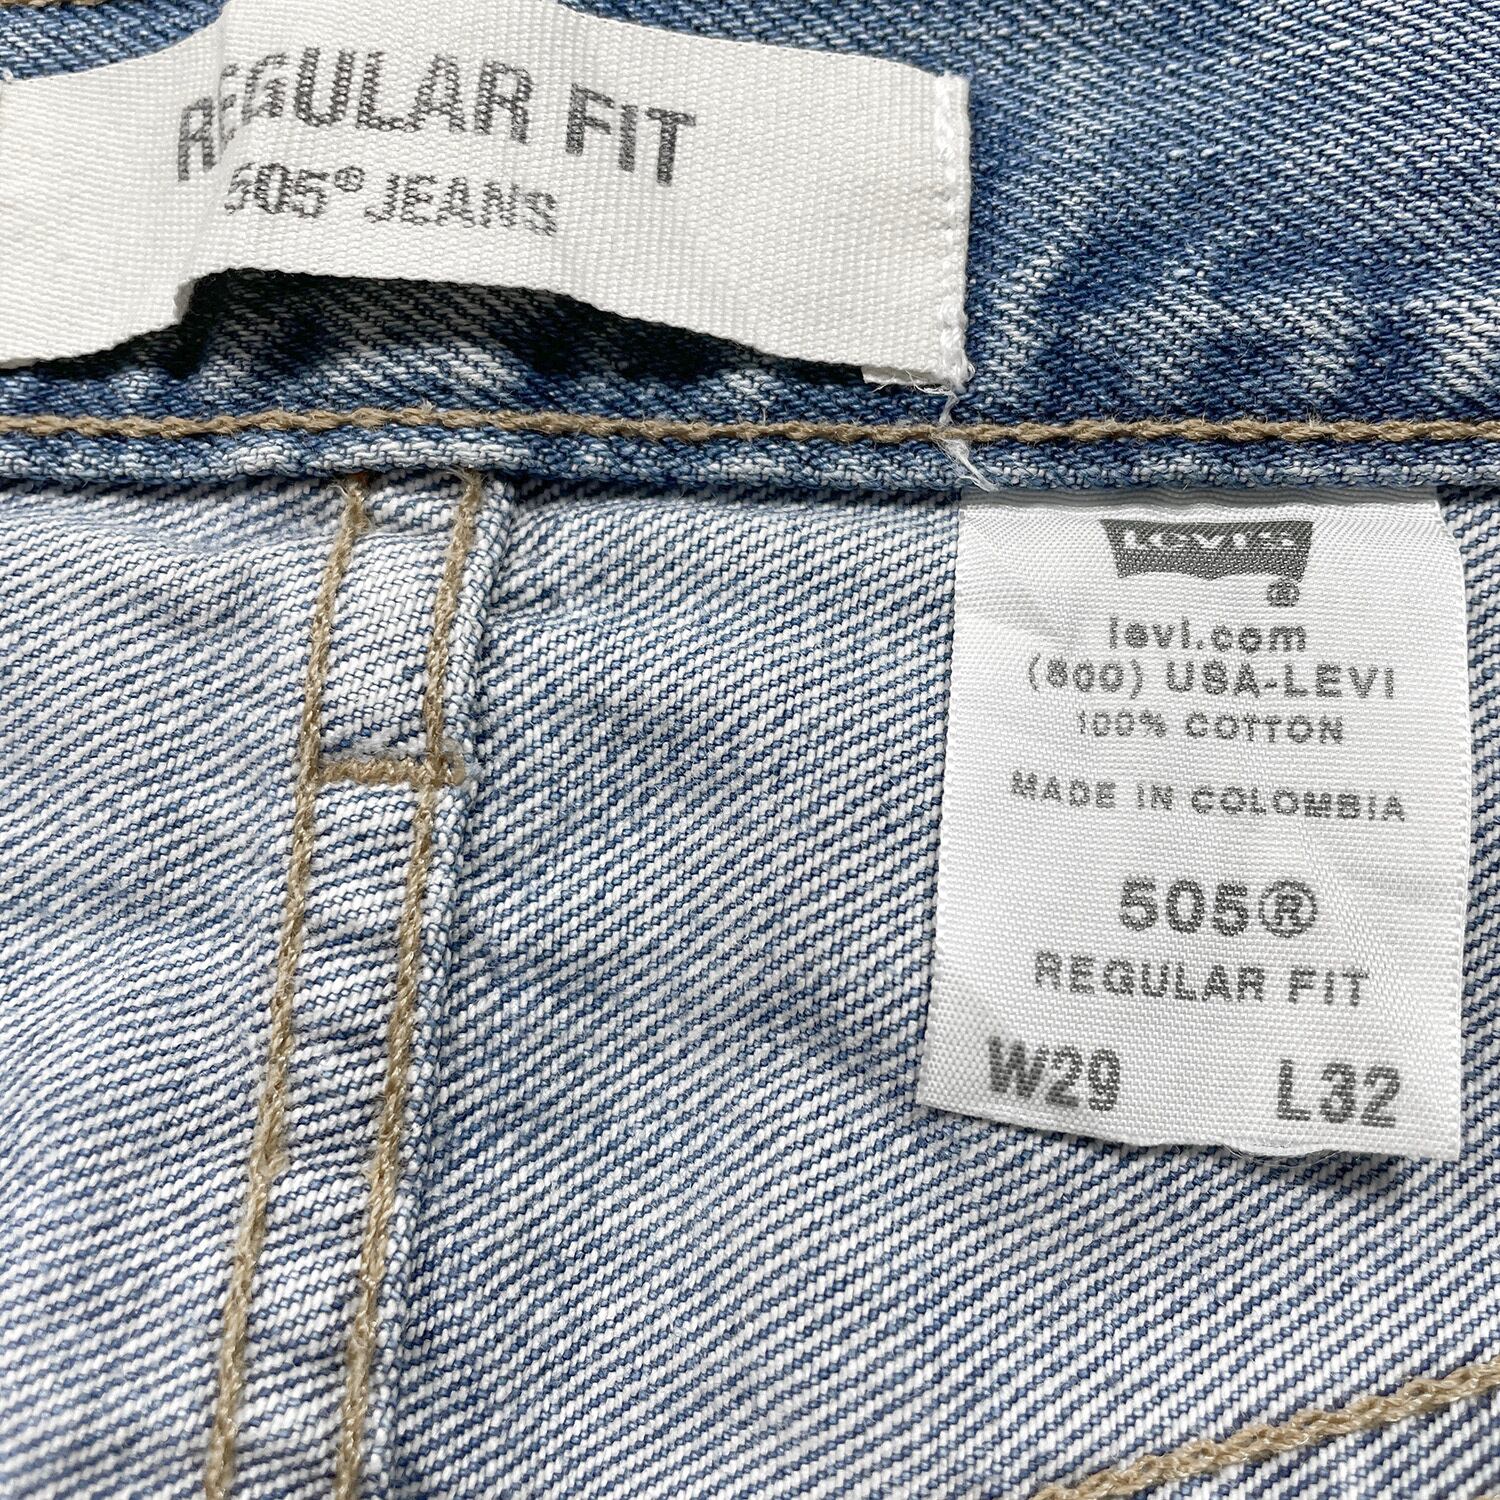 REGULAR FIT
505® JEANS
LEVI'S
®
levi.com
(800) USA-LEVI
100% COTTON
MADE IN COLOMBIA
505®
REGULAR FIT
W29 L32